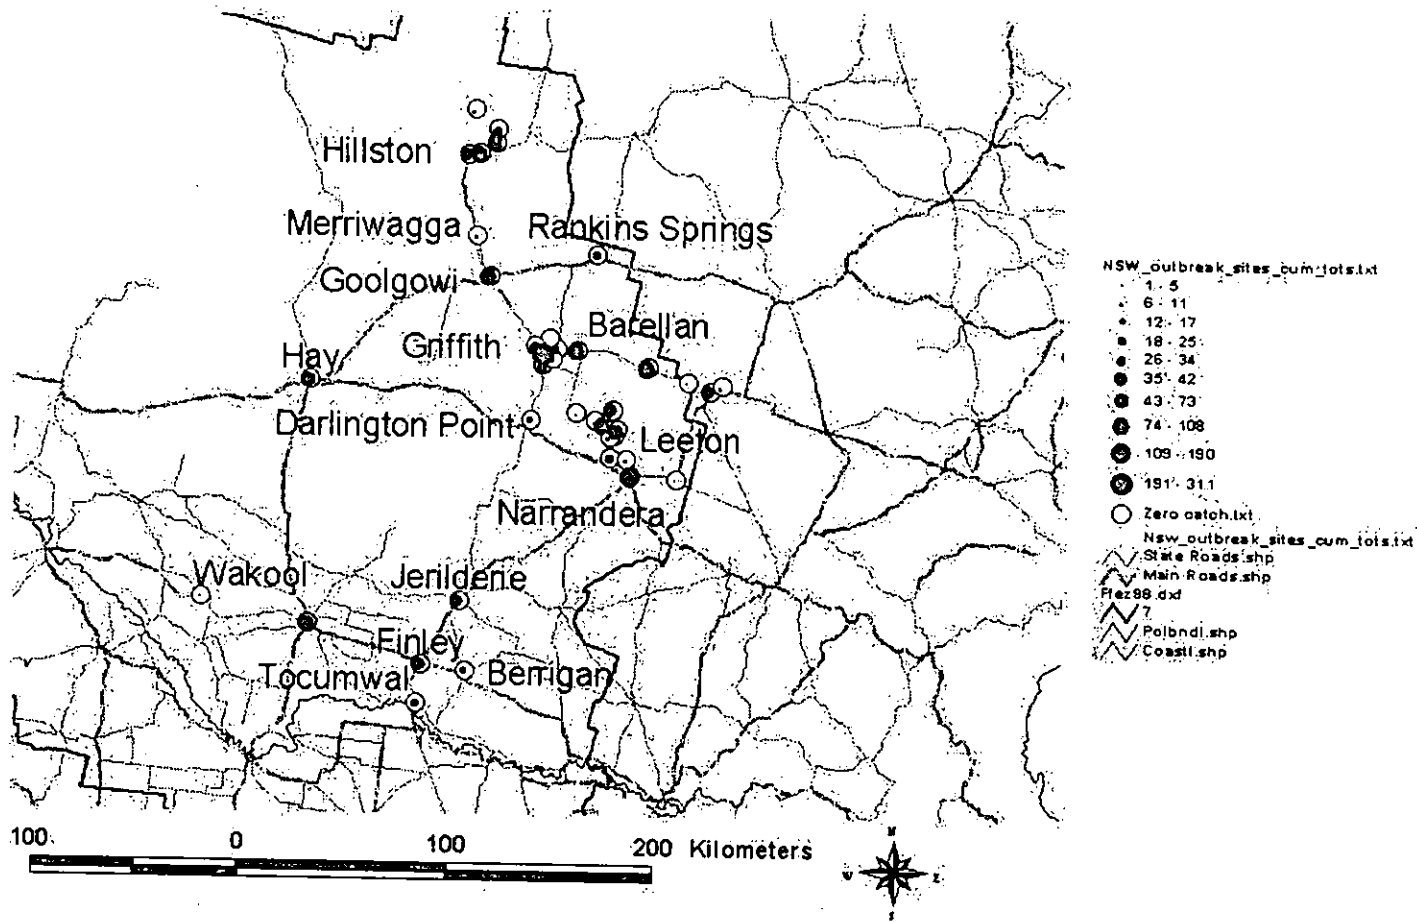 Hillston
Merriwagga
Rankins Springs
Goolgowi
Barellan
Griffith
Hay
Darlington Point
Leeton
Narrandera
Wakool
Jerilderie
Finley
Tocumwal
Berrigan
100 0 100 200 Kilometers
N
W E
S
NSW_outbreak_sites_cum_tots.txt
1 - 5
6 - 11
12 - 17
18 - 25
26 - 34
35 - 42
43 - 73
74 - 108
109 - 190
191 - 311
Zero catch.txt
Nsw_outbreak_sites_cum_tots.txt
State Roads.shp
Main Roads.shp
Ffez98.dxf
7
Polbndl.shp
Coastl.shp